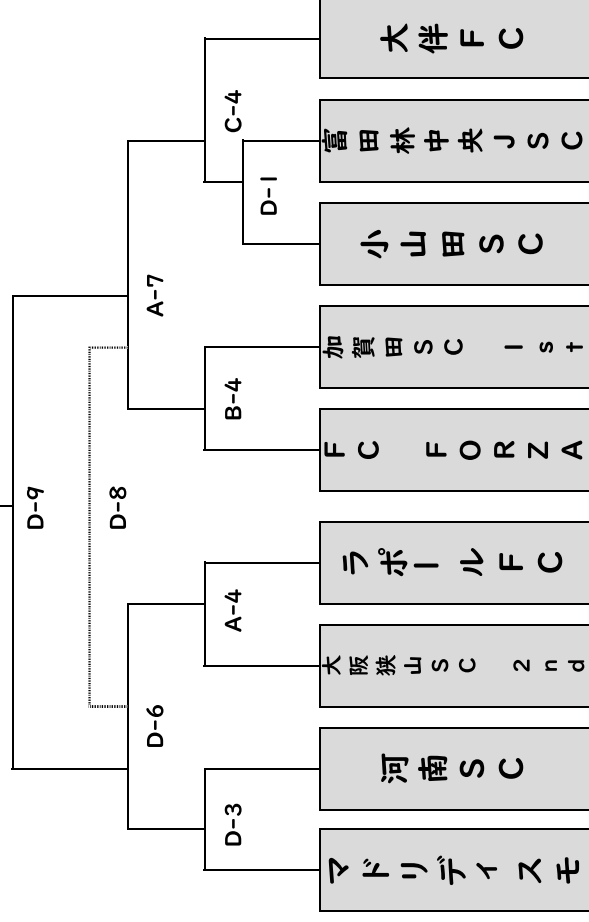 D-9
D-8
A-7
D-6
C-4
D-1
B-4
A-4
D-3
大伴FC
富田林中央JSC
小山田SC
加賀田SC 1st
FC FORZA
ラポールFC
大阪狭山SC 2nd
河南SC
マドリディスモ